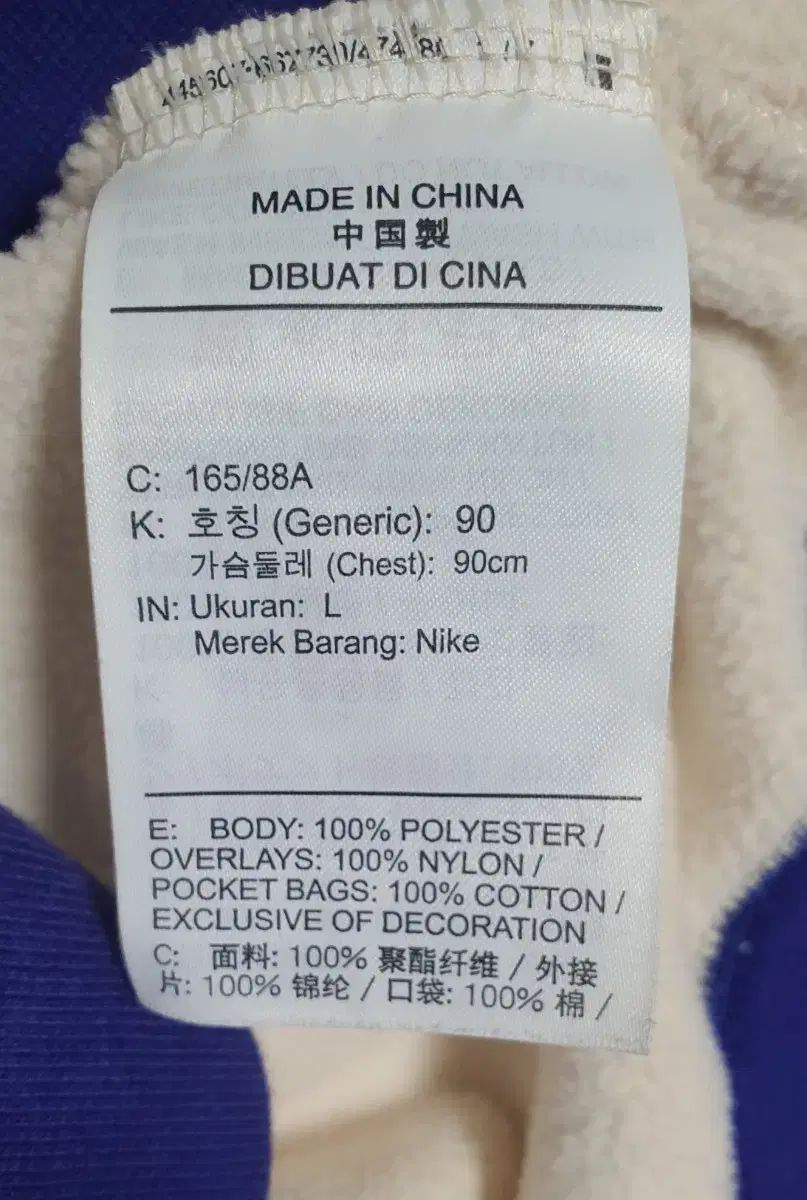 MADE IN CHINA
中国製
DIBUAT DI CINA
C: 165/88A
K: 호칭 (Generic): 90
가슴둘레 (Chest): 90cm
IN: Ukuran: L
Merek Barang: Nike
E: BODY: 100% POLYESTER /
OVERLAYS: 100% NYLON /
POCKET BAGS: 100% COTTON /
EXCLUSIVE OF DECORATION
C: 面料: 100% 聚酯纤维 / 外接
片: 100% 锦纶 / 口袋: 100% 棉 /